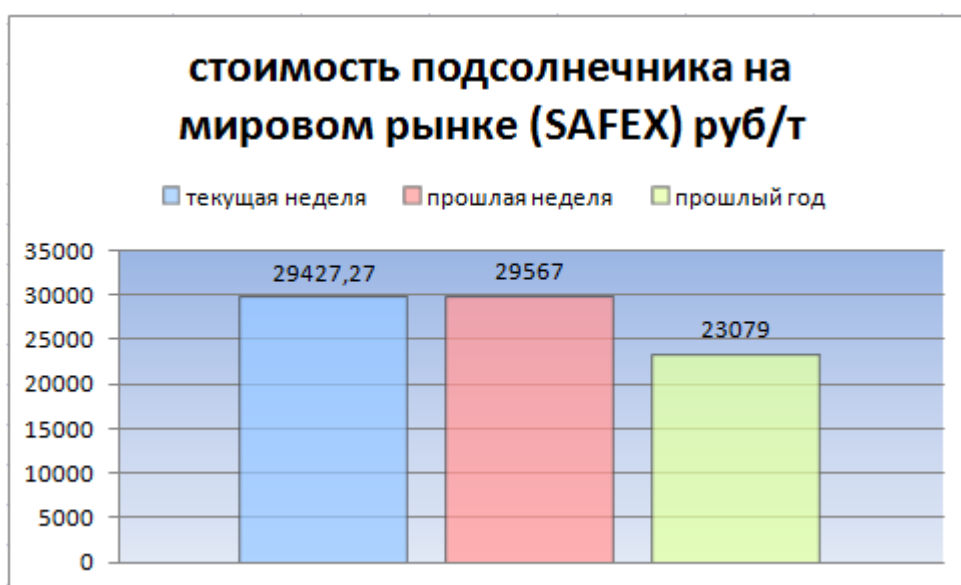 стоимость подсолнечника на
мировом рынке (SAFEX) руб/т
текущая неделя прошлая неделя прошлый год
35000
30000
25000
20000
15000
10000
5000
0
29427,27 29567 23079